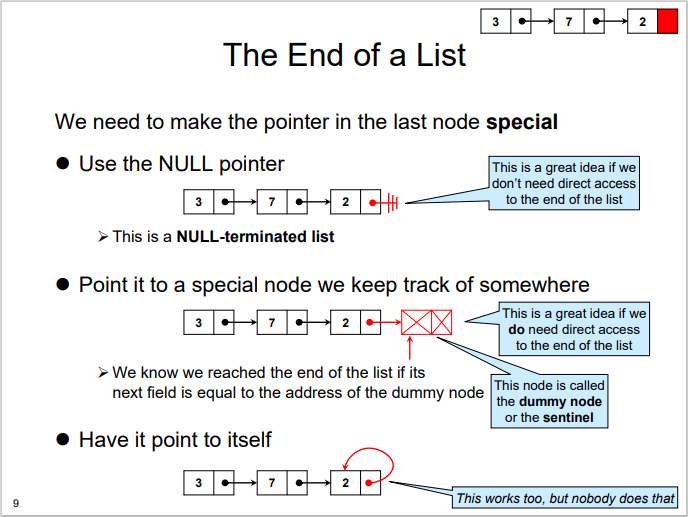 3 7 2
The End of a List
We need to make the pointer in the last node special
● Use the NULL pointer
This is a great idea if we
don't need direct access
to the end of the list
3 7 2
➢ This is a NULL-terminated list
● Point it to a special node we keep track of somewhere
3 7 2
This is a great idea if we
do need direct access
to the end of the list
➢ We know we reached the end of the list if its
next field is equal to the address of the dummy node
This node is called
the dummy node
or the sentinel
● Have it point to itself
3 7 2
This works too, but nobody does that
9